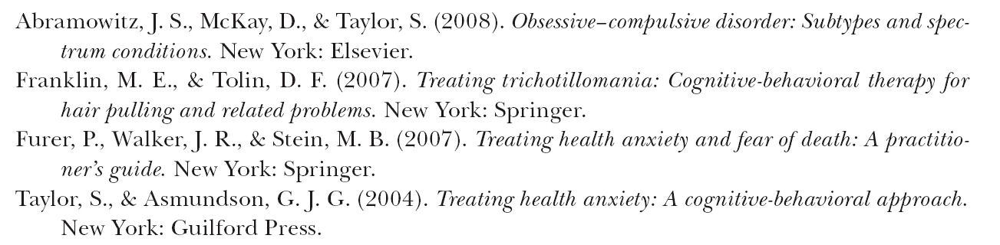 Abramowitz, J. S., McKay, D., & Taylor, S. (2008). Obsessive–compulsive disorder: Subtypes and spec-
trum conditions. New York: Elsevier.
Franklin, M. E., & Tolin, D. F. (2007). Treating trichotillomania: Cognitive-behavioral therapy for
hair pulling and related problems. New York: Springer.
Furer, P., Walker, J. R., & Stein, M. B. (2007). Treating health anxiety and fear of death: A practitio-
ner’s guide. New York: Springer.
Taylor, S., & Asmundson, G. J. G. (2004). Treating health anxiety: A cognitive-behavioral approach.
New York: Guilford Press.